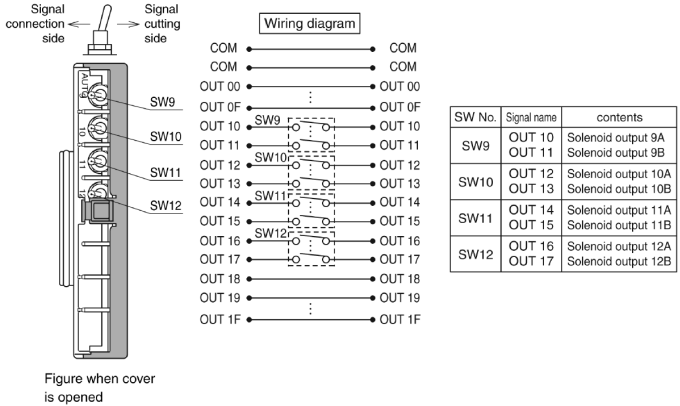 Signal
connection
side
Signal
cutting
side
Wiring diagram
COM COM
COM COM
OUT 00 OUT 00
OUT 0F OUT 0F
OUT 10 SW9 OUT 10
OUT 11 OUT 11
OUT 12 SW10 OUT 12
OUT 13 OUT 13
OUT 14 SW11 OUT 14
OUT 15 OUT 15
OUT 16 SW12 OUT 16
OUT 17 OUT 17
OUT 18 OUT 18
OUT 19 OUT 19
OUT 1F OUT 1F
AUTO
9
10
11
SW9
SW10
SW11
SW12
SW No. Signal name contents
SW9 OUT 10 Solenoid output 9A
OUT 11 Solenoid output 9B
SW10 OUT 12 Solenoid output 10A
OUT 13 Solenoid output 10B
SW11 OUT 14 Solenoid output 11A
OUT 15 Solenoid output 11B
SW12 OUT 16 Solenoid output 12A
OUT 17 Solenoid output 12B
Figure when cover
is opened